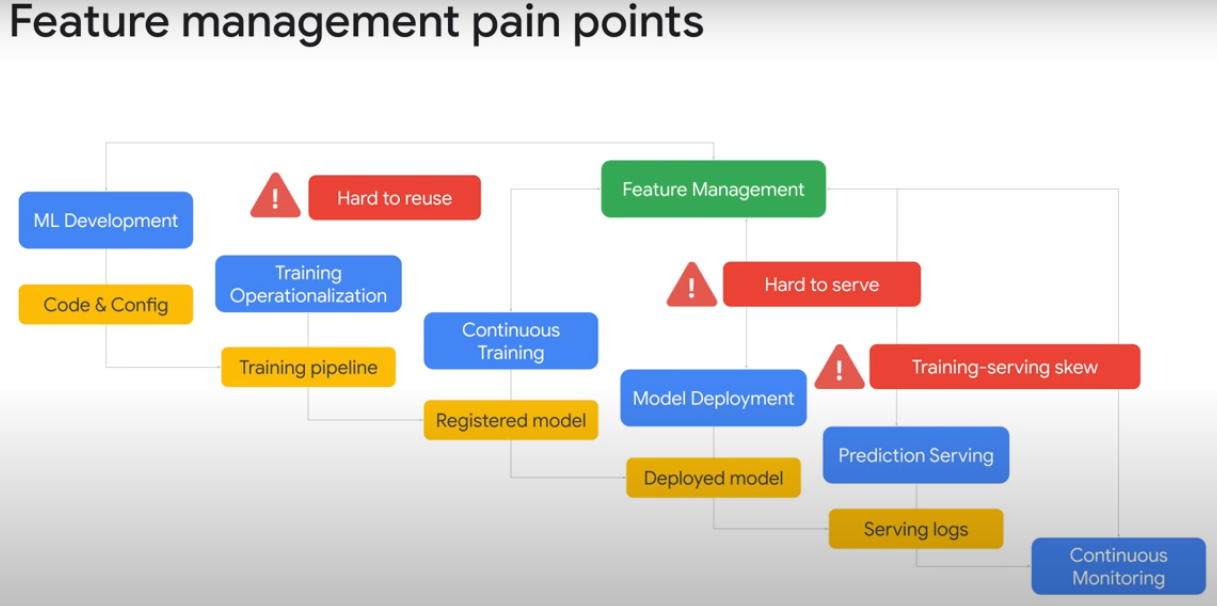 Feature management pain points
Feature Management
Hard to reuse
ML Development
Training
Operationalization
Hard to serve
Code & Config
Continuous
Training
Training pipeline
Training-serving skew
Model Deployment
Registered model
Prediction Serving
Deployed model
Serving logs
Continuous
Monitoring